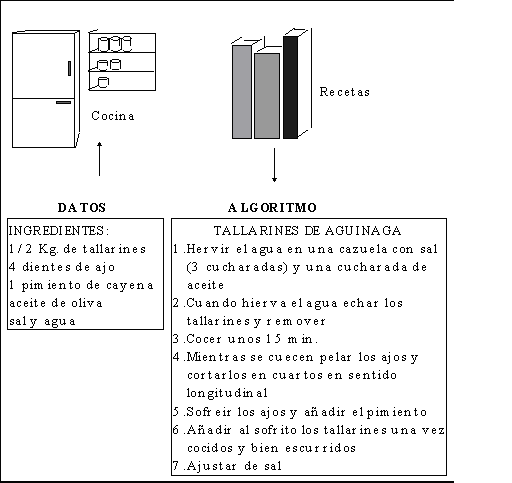 Cocina
Recetas
DATOS
INGREDIENTES:
1/2 Kg. de tallarines
4 dientes de ajo
1 pimiento de cayena
aceite de oliva
sal y agua
ALGORITMO
TALLARINES DE AGUINAGA
1.Hervir el agua en una cazuela con sal
(3 cucharadas) y una cucharada de
aceite
2.Cuando hierva el agua echar los
tallarines y remover
3.Cocer unos 15 min.
4.Mientras se cuecen pelar los ajos y
cortarlos en cuartos en sentido
longitudinal
5.Sofreir los ajos y añadir el pimiento
6.Añadir al sofrito los tallarines una vez
cocidos y bien escurridos
7.Ajustar de sal